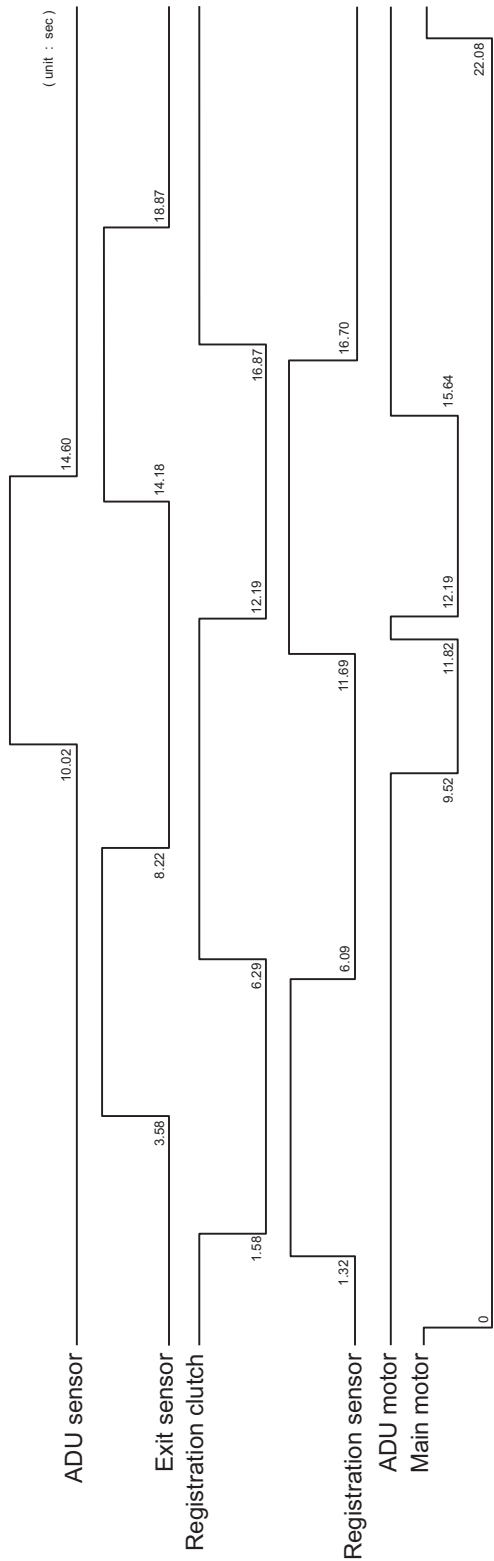 ( unit : sec )
ADU sensor
10.02
14.60
Exit sensor
3.58
8.22
14.18
18.87
Registration clutch
1.58
6.29
12.19
16.87
Registration sensor
1.32
6.09
11.69
16.70
ADU motor
9.52
11.82
12.19
15.64
Main motor
0
22.08